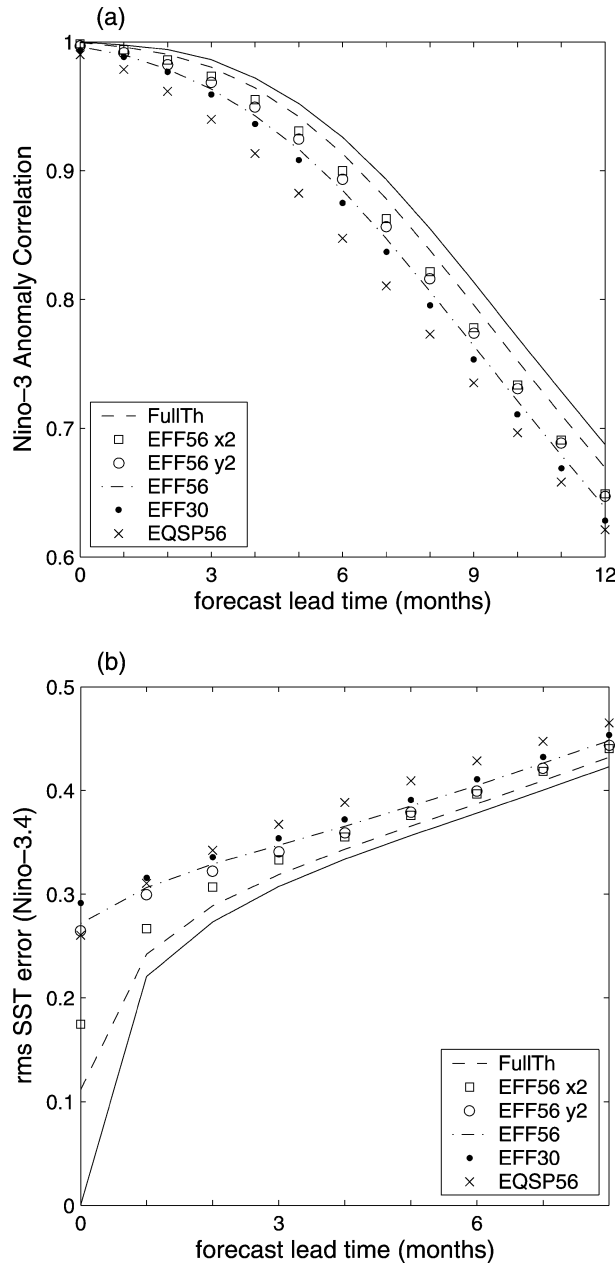 (a)
1
0.9
0.8
0.7
0.6
Nino–3 Anomaly Correlation
FullTh
EFF56 x2
EFF56 y2
EFF56
EFF30
EQSP56
0 3 6 9 12
forecast lead time (months)
(b)
0.5
0.4
0.3
0.2
0.1
0
rms SST error (Nino–3.4)
FullTh
EFF56 x2
EFF56 y2
EFF56
EFF30
EQSP56
0 3 6
forecast lead time (months)